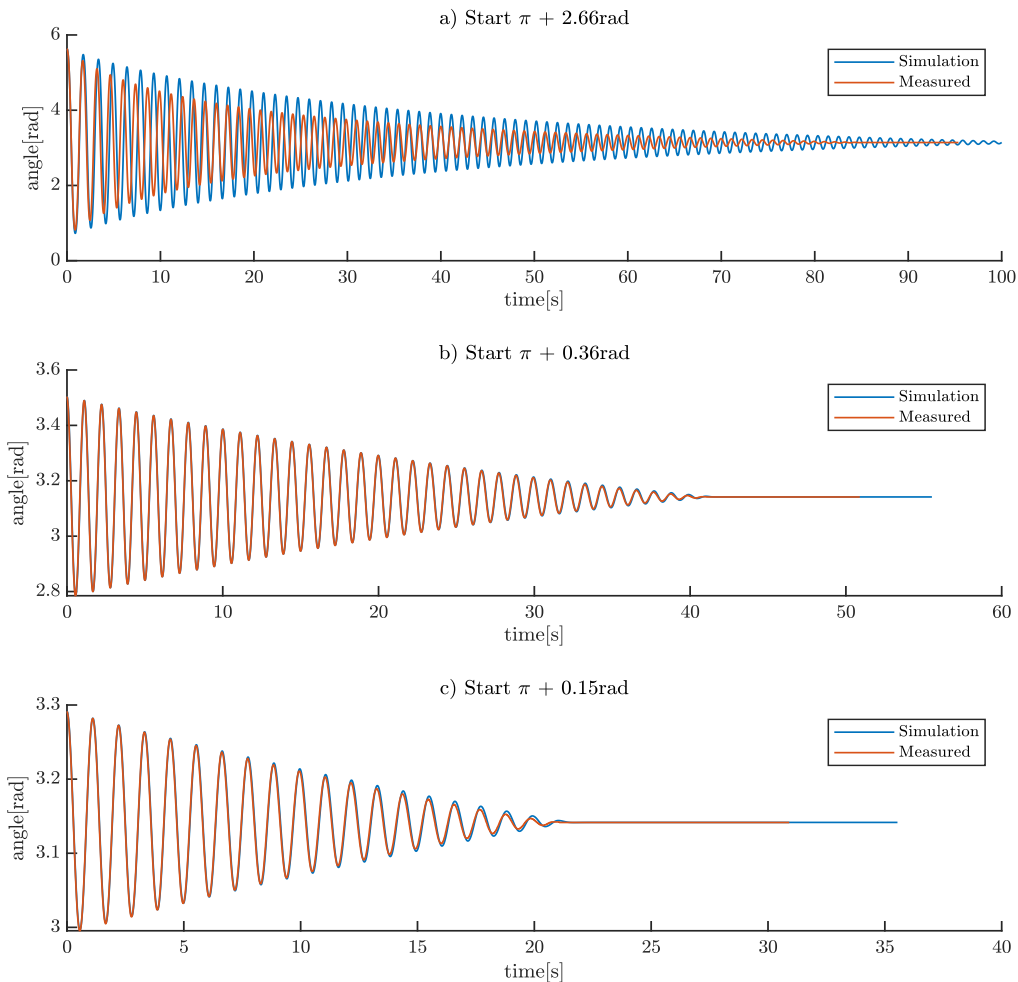 a) Start π + 2.66rad
6
4
2
0
angle[rad]
Simulation
Measured
0 10 20 30 40 50 60 70 80 90 100
time[s]
b) Start π + 0.36rad
3.6
3.4
3.2
3
2.8
angle[rad]
Simulation
Measured
0 10 20 30 40 50 60
time[s]
c) Start π + 0.15rad
3.3
3.2
3.1
3
angle[rad]
Simulation
Measured
0 5 10 15 20 25 30 35 40
time[s]